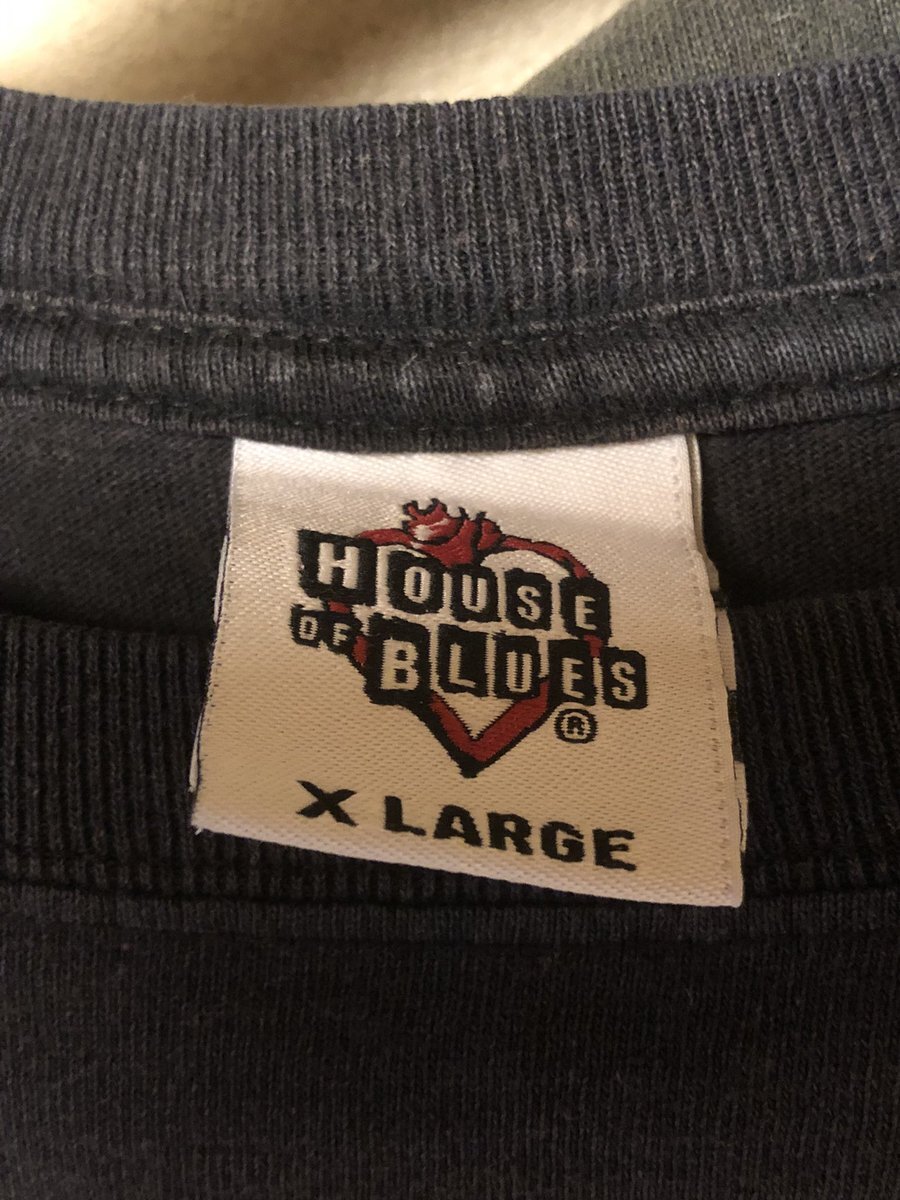 HOUSE
OF BLUES
®
X LARGE